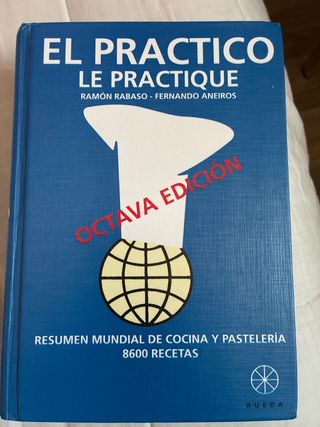 EL PRACTICO
LE PRACTIQUE
RAMÓN RABASO - FERNANDO ANEIROS
OCTAVA EDICIÓN
RESUMEN MUNDIAL DE COCINA Y PASTELERÍA
8600 RECETAS
RUEDA